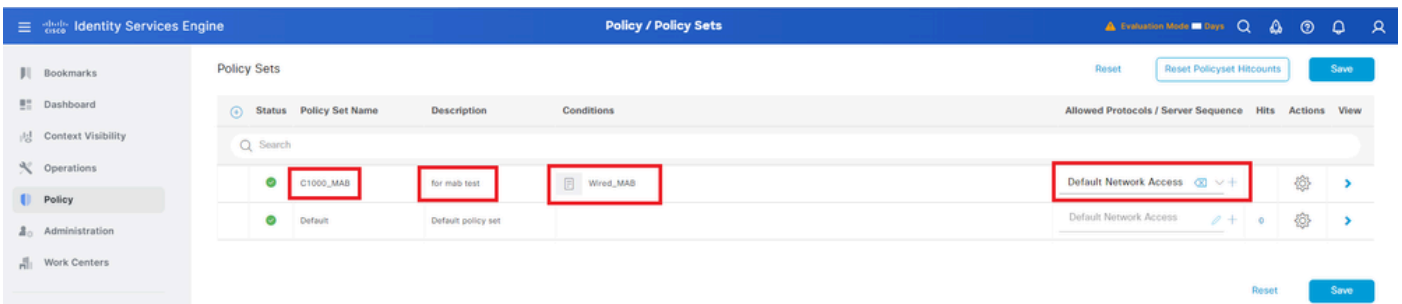 cisco Identity Services Engine
Policy / Policy Sets
Evaluation Mode Days
Bookmarks
Dashboard
Context Visibility
Operations
Policy
Administration
Work Centers
Policy Sets
Reset
Reset Policyset Hitcounts
Save
Status Policy Set Name Description Conditions Allowed Protocols / Server Sequence Hits Actions View
Search
C1000_MAB for mab test Wired_MAB Default Network Access
Default Default policy set Default Network Access 0
Reset
Save